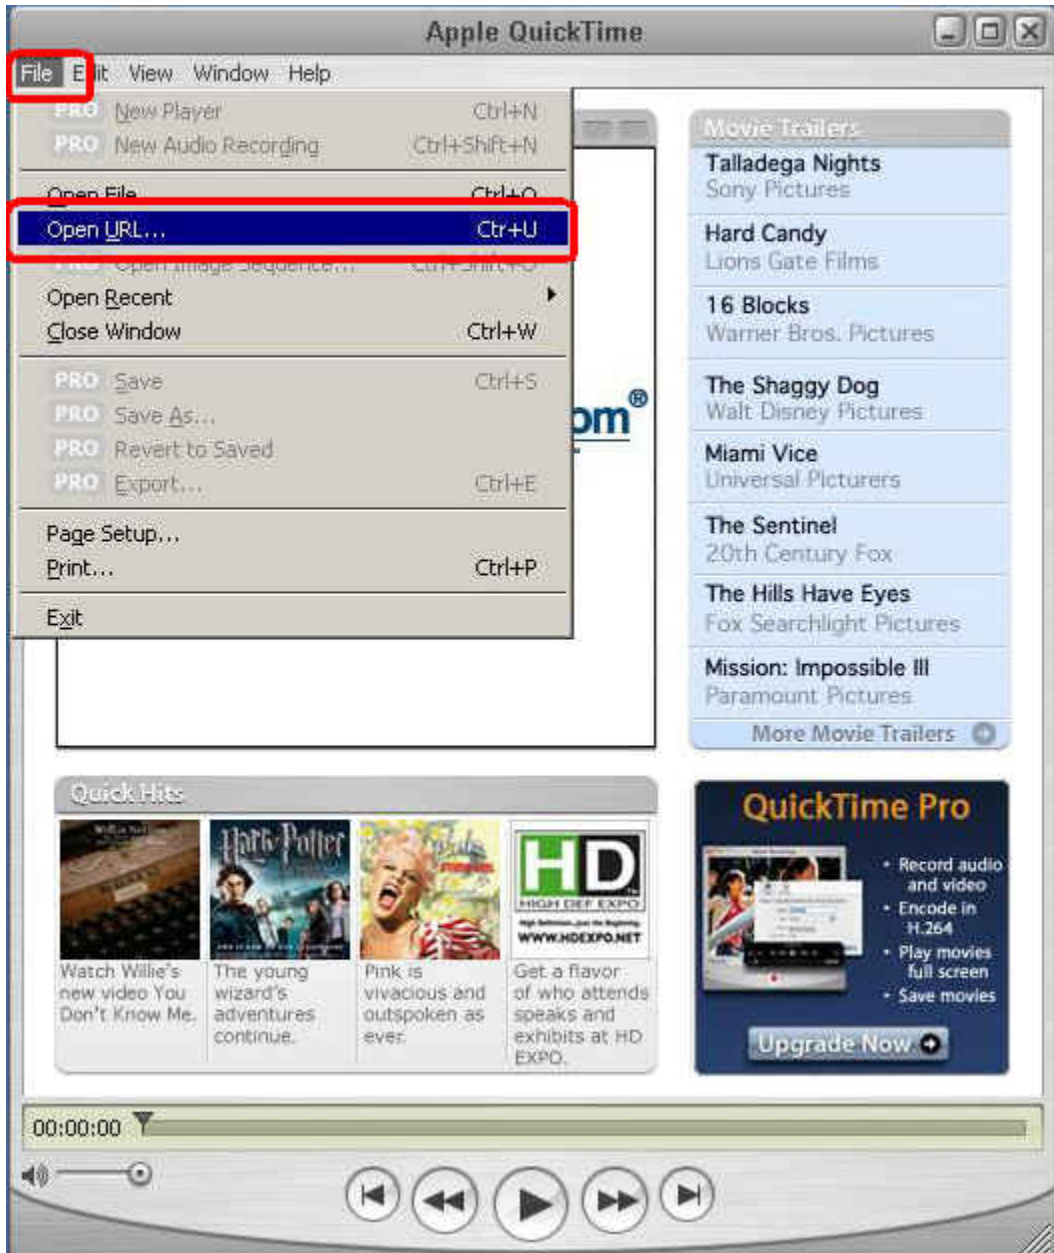 Apple QuickTime
File Edit View Window Help
PRO New Player Ctrl+N
PRO New Audio Recording Ctrl+Shift+N
Open File Ctrl+O
Open URL... Ctr+U
Open Image Sequence... Ctrl+Shift+O
Open Recent
Close Window Ctrl+W
PRO Save Ctrl+S
PRO Save As...
PRO Revert to Saved
PRO Export... Ctrl+E
Page Setup...
Print... Ctrl+P
Exit
om®
Movie Trailers
Talladega Nights
Sony Pictures
Hard Candy
Lions Gate Films
16 Blocks
Warner Bros. Pictures
The Shaggy Dog
Walt Disney Pictures
Miami Vice
Universal Picturers
The Sentinel
20th Century Fox
The Hills Have Eyes
Fox Searchlight Pictures
Mission: Impossible III
Paramount Pictures
More Movie Trailers
Quick Hits
Harry Potter
HD
HIGH DEF EXPO
WWW.HDEXPO.NET
Watch Willie's
new video You
Don't Know Me.
The young
wizard's
adventures
continue.
Pink is
vivacious and
outspoken as
ever.
Get a flavor
of who attends
speaks and
exhibits at HD
EXPO.
QuickTime Pro
• Record audio
and video
• Encode in
H.264
• Play movies
full screen
• Save movies
Upgrade Now
00:00:00